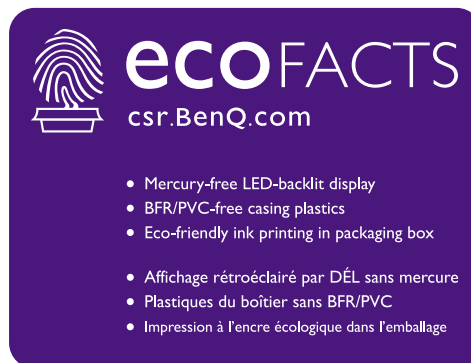 ecoFACTS
csr.BenQ.com
• Mercury-free LED-backlit display
• BFR/PVC-free casing plastics
• Eco-friendly ink printing in packaging box
• Affichage rétroéclairé par DÉL sans mercure
• Plastiques du boîtier sans BFR/PVC
• Impression à l'encre écologique dans l'emballage